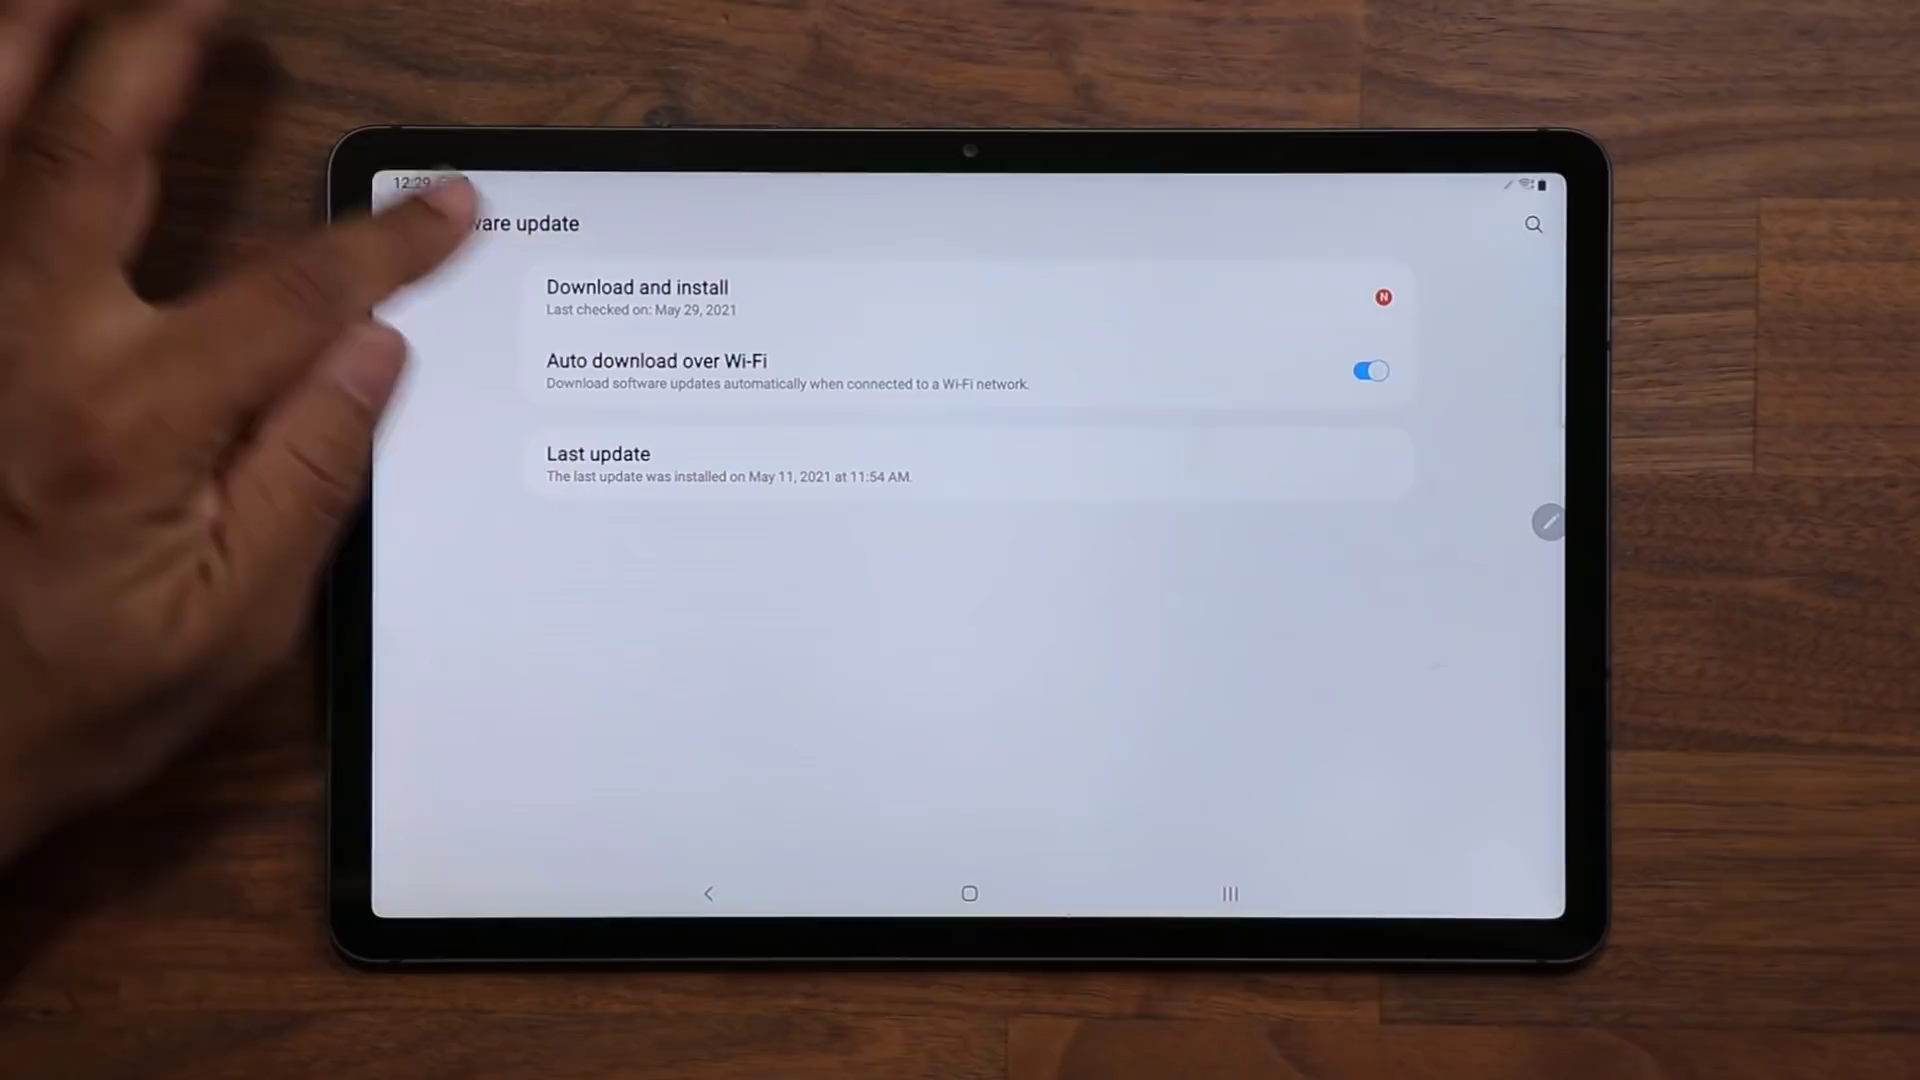 12:29
ware update
Download and install
Last checked on: May 29, 2021
N
Auto download over Wi-Fi
Download software updates automatically when connected to a Wi-Fi network.
Last update
The last update was installed on May 11, 2021 at 11:54 AM.